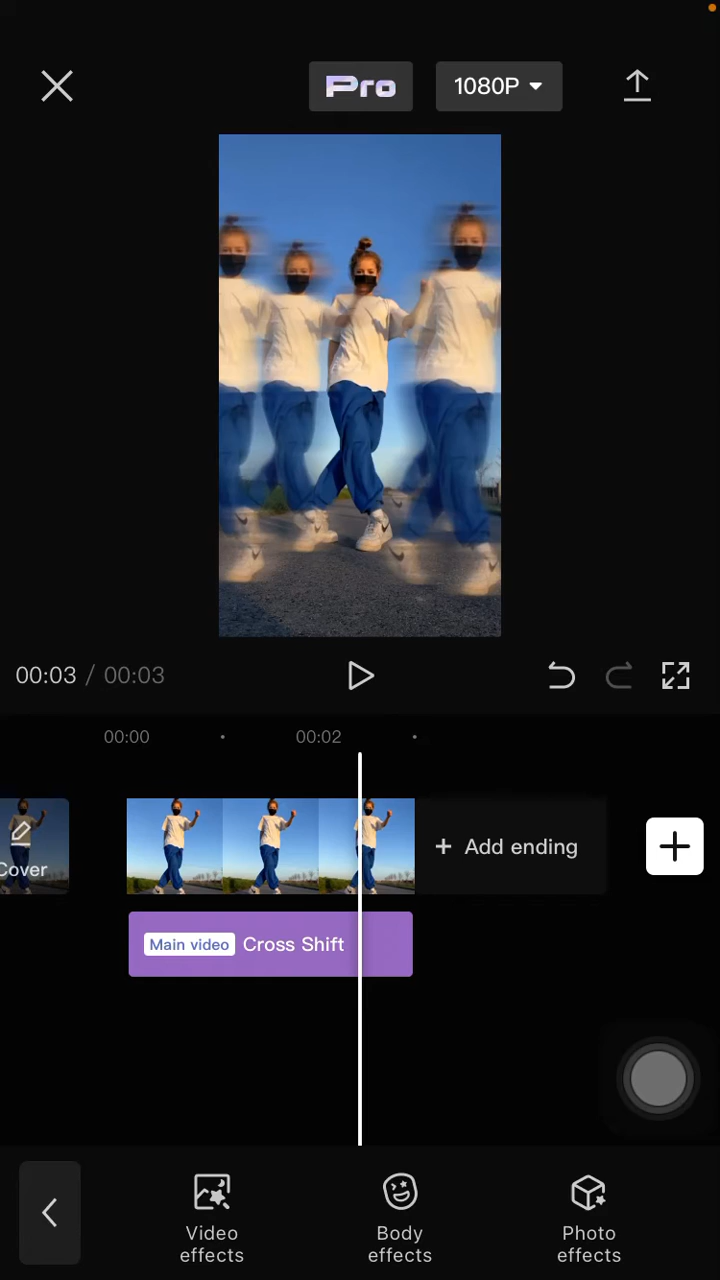 Pro
1080P
00:03 / 00:03
00:00
00:02
Cover
+ Add ending
Main video Cross Shift
Video
effects
Body
effects
Photo
effects